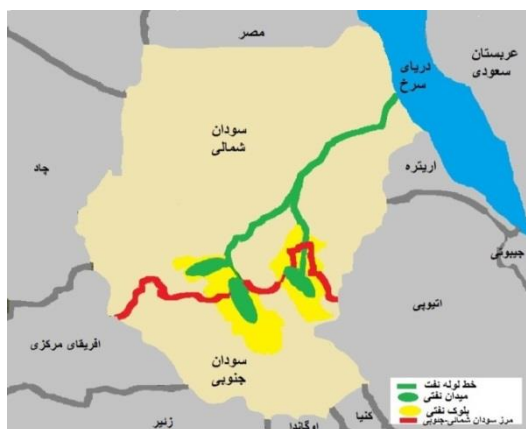 مصر
عربستان
سعودی
دریای
سرخ
سودان
شمالی
چاد
اریتره
جیبوتی
اتیوپی
افریقای مرکزی
سودان
جنوبی
زئیر
اوگاندا
کنیا
خط لوله نفت
میدان نفتی
بلوک نفتی
مرز سودان شمالی-جنوبی